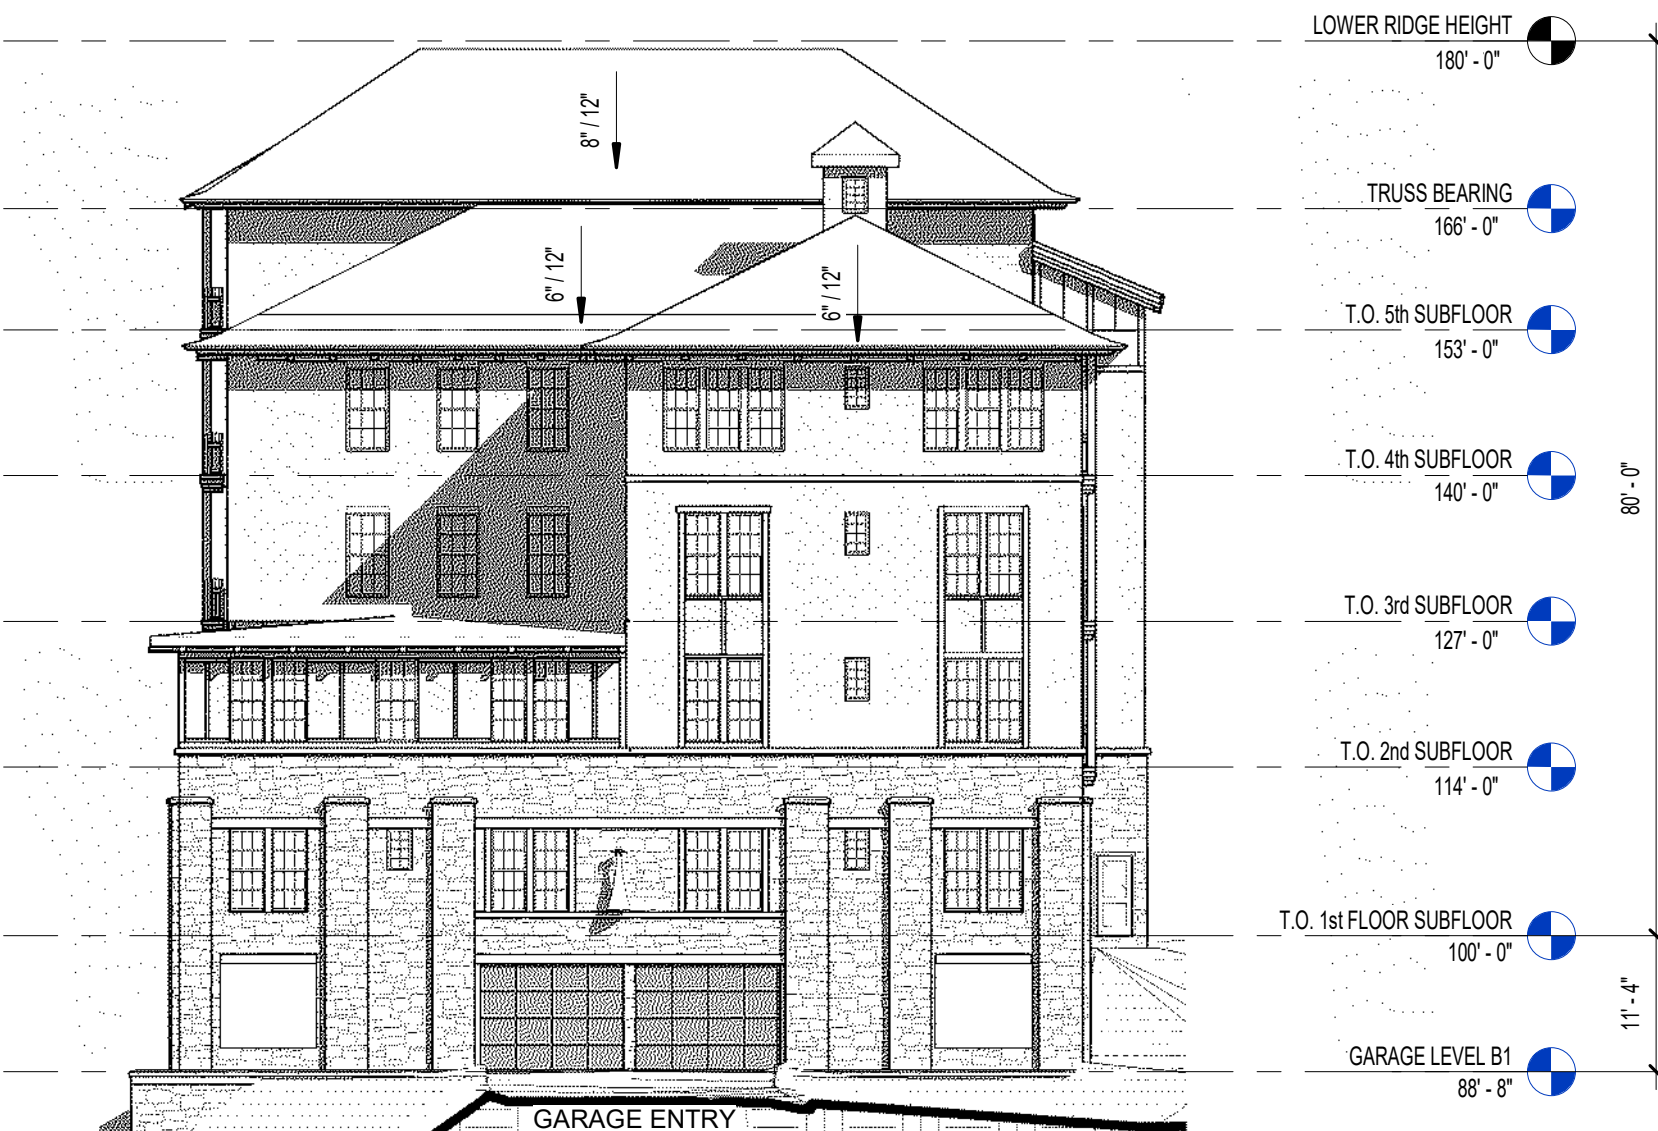 LOWER RIDGE HEIGHT
180' - 0"
8" / 12"
TRUSS BEARING
166' - 0"
6" / 12"
6" / 12"
T.O. 5th SUBFLOOR
153' - 0"
T.O. 4th SUBFLOOR
140' - 0"
80' - 0"
T.O. 3rd SUBFLOOR
127' - 0"
T.O. 2nd SUBFLOOR
114' - 0"
T.O. 1st FLOOR SUBFLOOR
100' - 0"
11' - 4"
GARAGE LEVEL B1
88' - 8"
GARAGE ENTRY